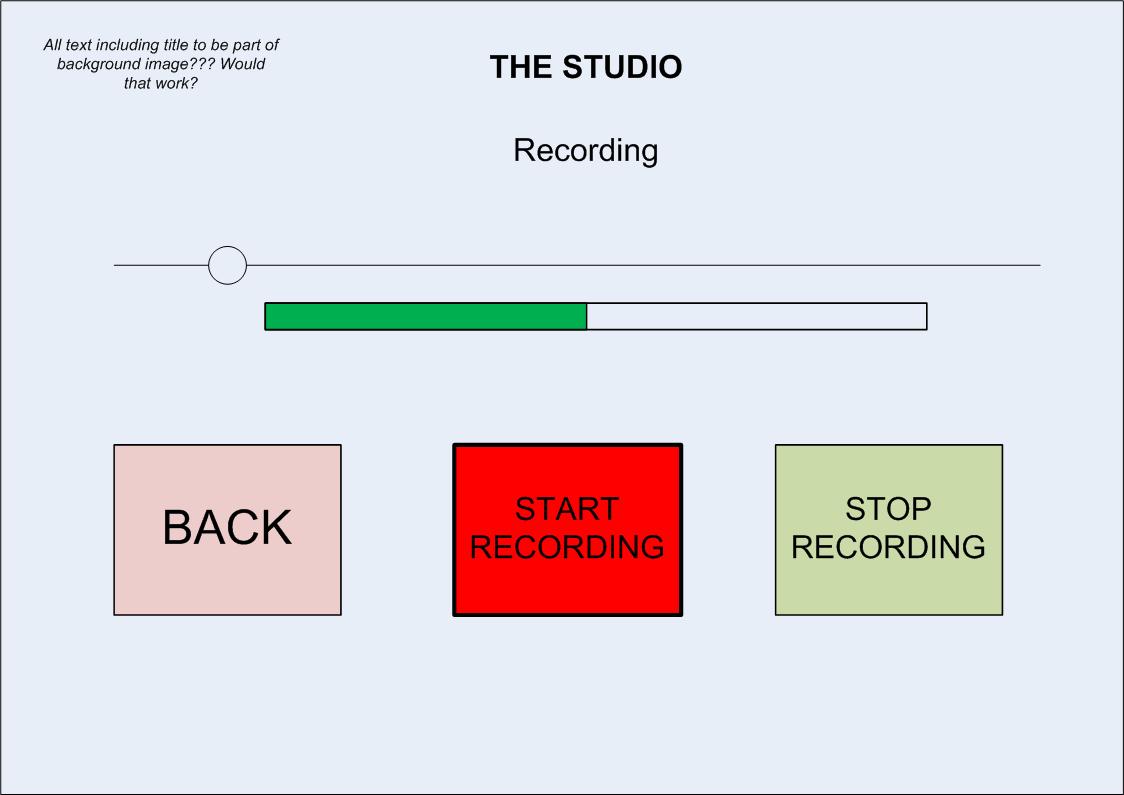 All text including title to be part of
background image??? Would
that work?
THE STUDIO
Recording
BACK
START
RECORDING
STOP
RECORDING